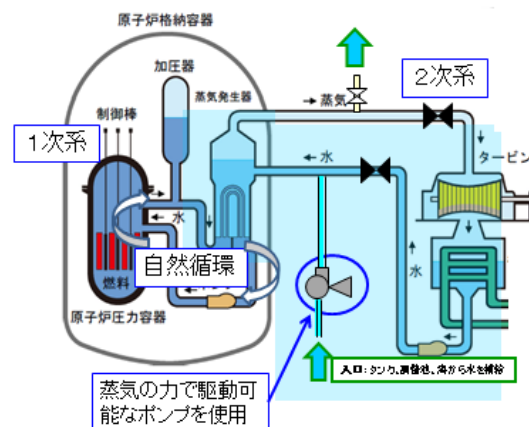 原子炉格納容器
加圧器
2次系
蒸気発生器
→蒸気
制御棒
1次系
水
タービン
水
水
自然循環
燃料
原子炉圧力容器
入口:タンク、調整池、海から水を補給
蒸気の力で駆動可
能なポンプを使用